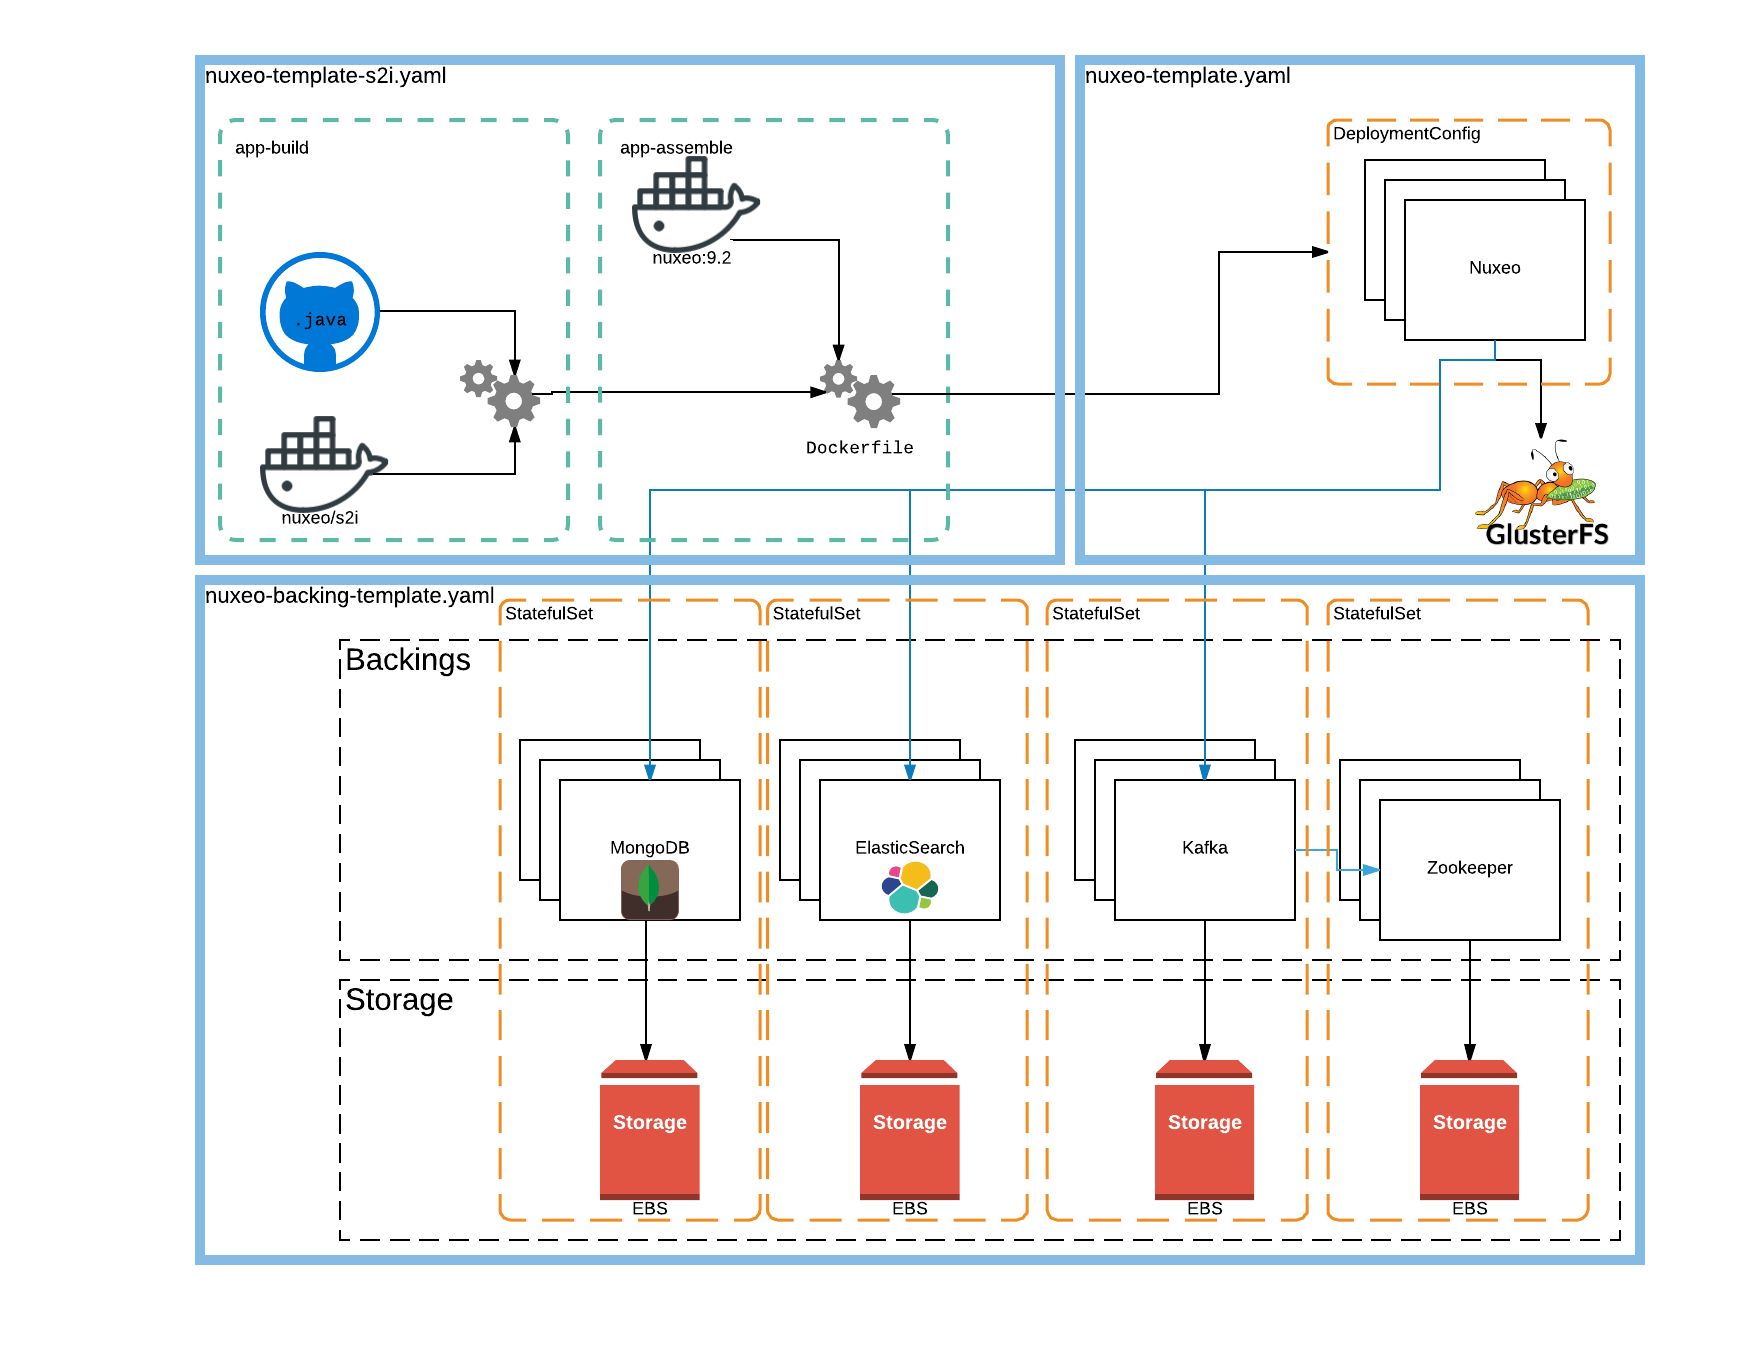 nuxeo-template-s2i.yaml
app-build
.java
nuxeo/s2i
app-assemble
nuxeo:9.2
Dockerfile
nuxeo-template.yaml
DeploymentConfig
Nuxeo
GlusterFS
nuxeo-backing-template.yaml
StatefulSet
StatefulSet
StatefulSet
StatefulSet
Backings
MongoDB
ElasticSearch
Kafka
Zookeeper
Storage
Storage
Storage
Storage
Storage
EBS
EBS
EBS
EBS